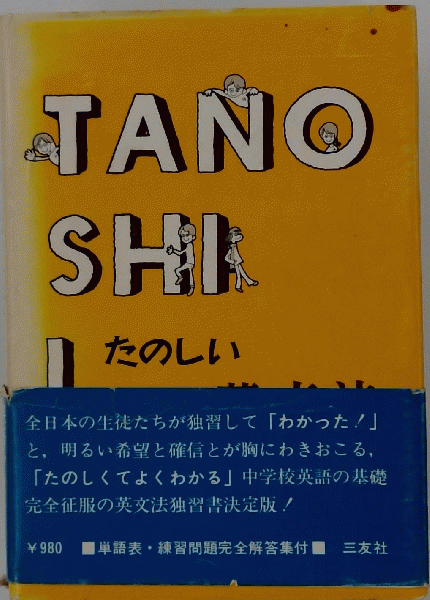 TANO
SHI
I
たのしい
全日本の生徒たちが独習して「わかった！」
と，明るい希望と確信とが胸にわきおこる，
「たのしくてよくわかる」中学校英語の基礎
完全征服の英文法独習書決定版！
￥980 ■単語表・練習問題完全解答集付■ 三友社